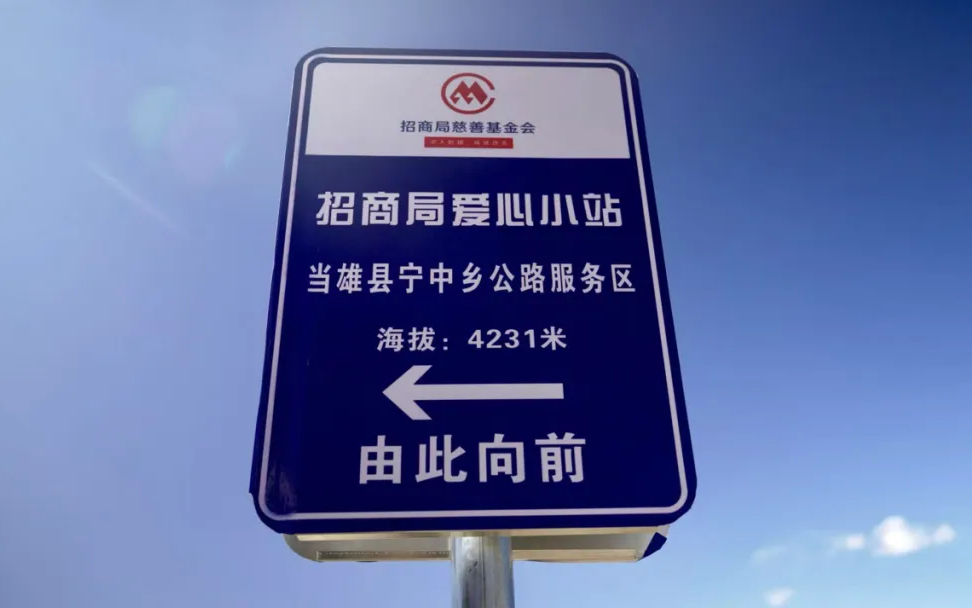 招商局慈善基金会
招商局爱心小站
当雄县宁中乡公路服务区
海拔：4231米
由此向前